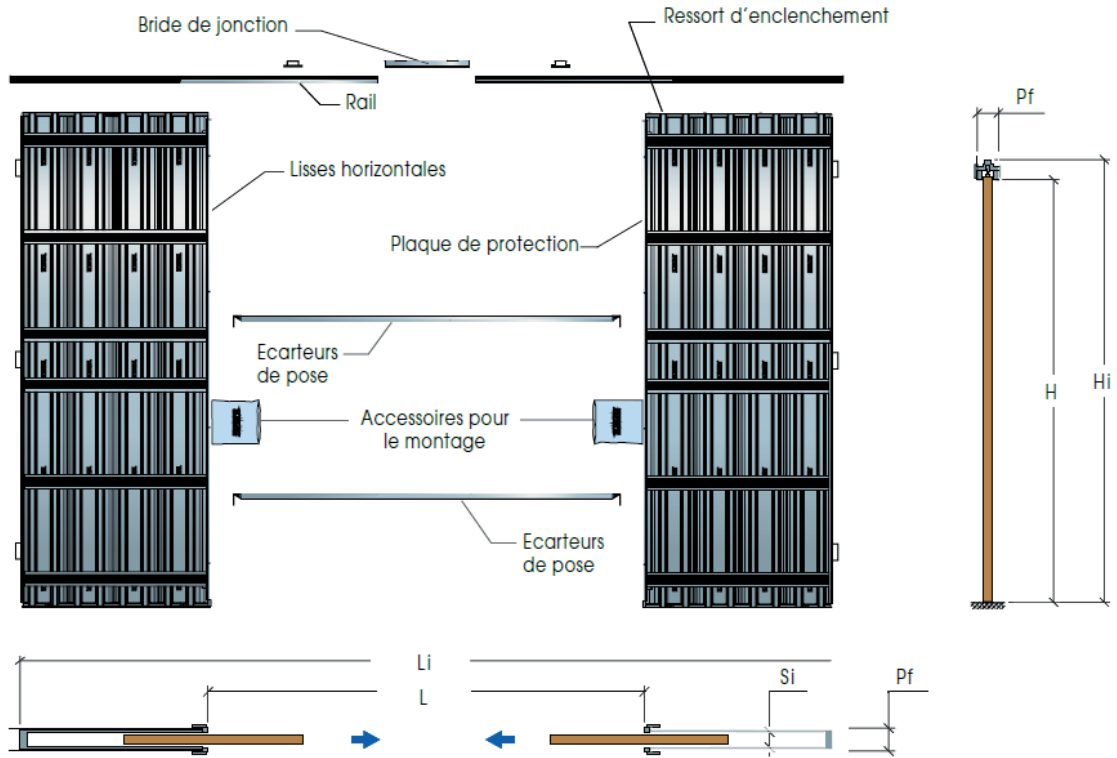 Ressort d'enclenchement
Bride de jonction
Rail
Pf
Lisses horizontales
Plaque de protection
Ecarteurs
de pose
H
Hi
Accessoires pour
le montage
Ecarteurs
de pose
Li
L
Si
Pf